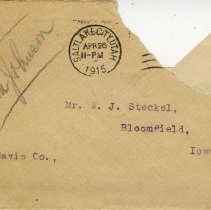 Johnson
SALT LAKE CITY, UTAH
APR 26
11-PM
1915
Mr. W. J. Steckel,
Bloomfield,
Davis Co.,
Iowa